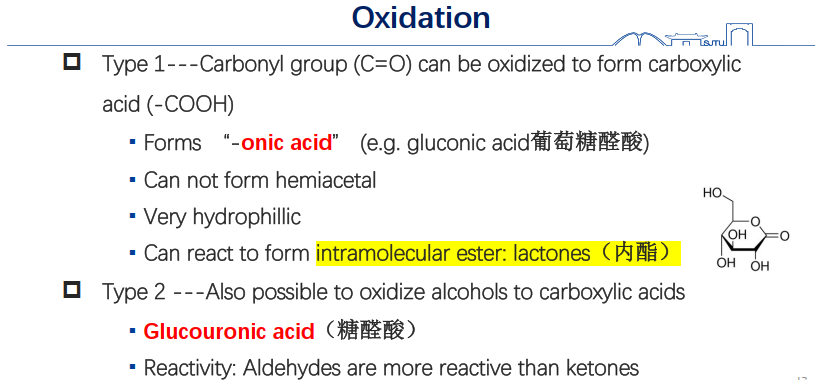 Oxidation
Type 1---Carbonyl group (C=O) can be oxidized to form carboxylic
acid (-COOH)
Forms “-onic acid” (e.g. gluconic acid葡萄糖醛酸)
Can not form hemiacetal
Very hydrophillic
Can react to form intramolecular ester: lactones（内酯）
HO
O
OH
O
OH
OH
Type 2 ---Also possible to oxidize alcohols to carboxylic acids
Glucouronic acid（糖醛酸）
Reactivity: Aldehydes are more reactive than ketones